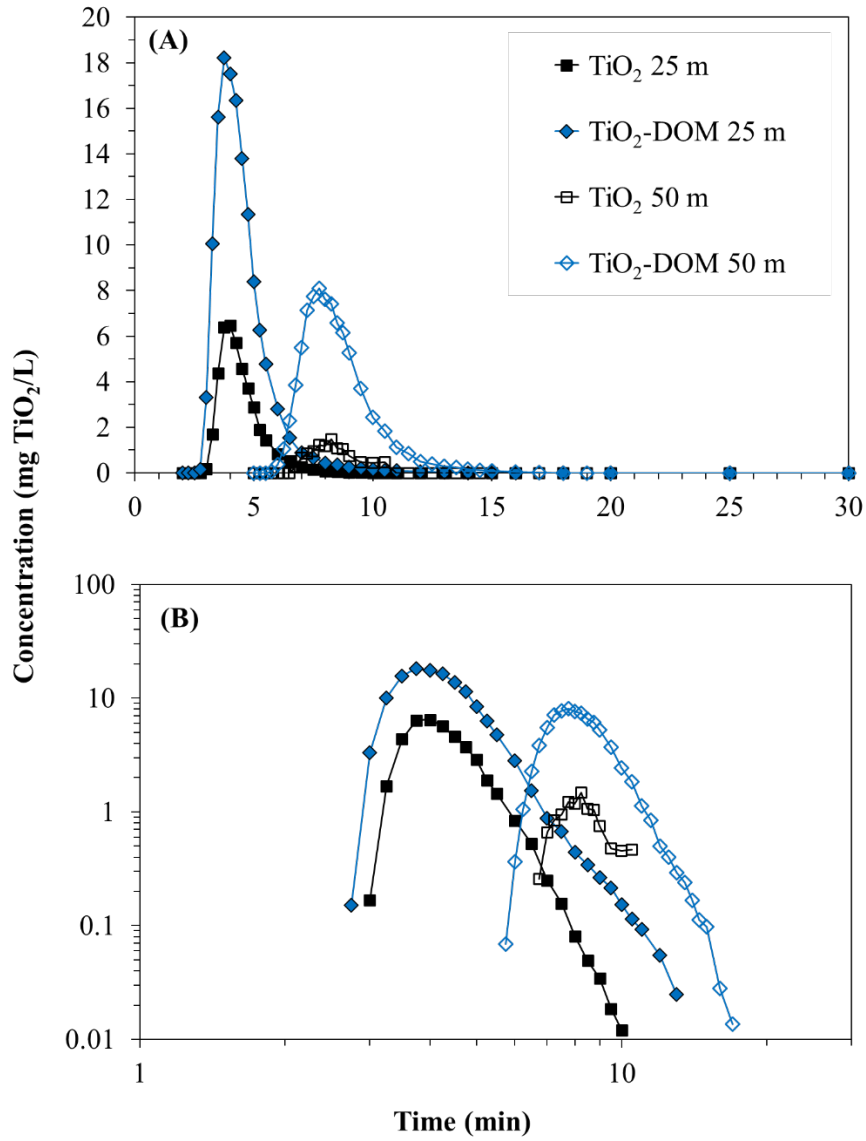 (A)
20
18
16
14
12
10
8
6
4
2
0
0 5 10 15 20 25 30
TiO₂ 25 m
TiO₂-DOM 25 m
TiO₂ 50 m
TiO₂-DOM 50 m
Concentration (mg TiO₂/L)
(B)
100
10
1
0.1
0.01
1 10
Time (min)